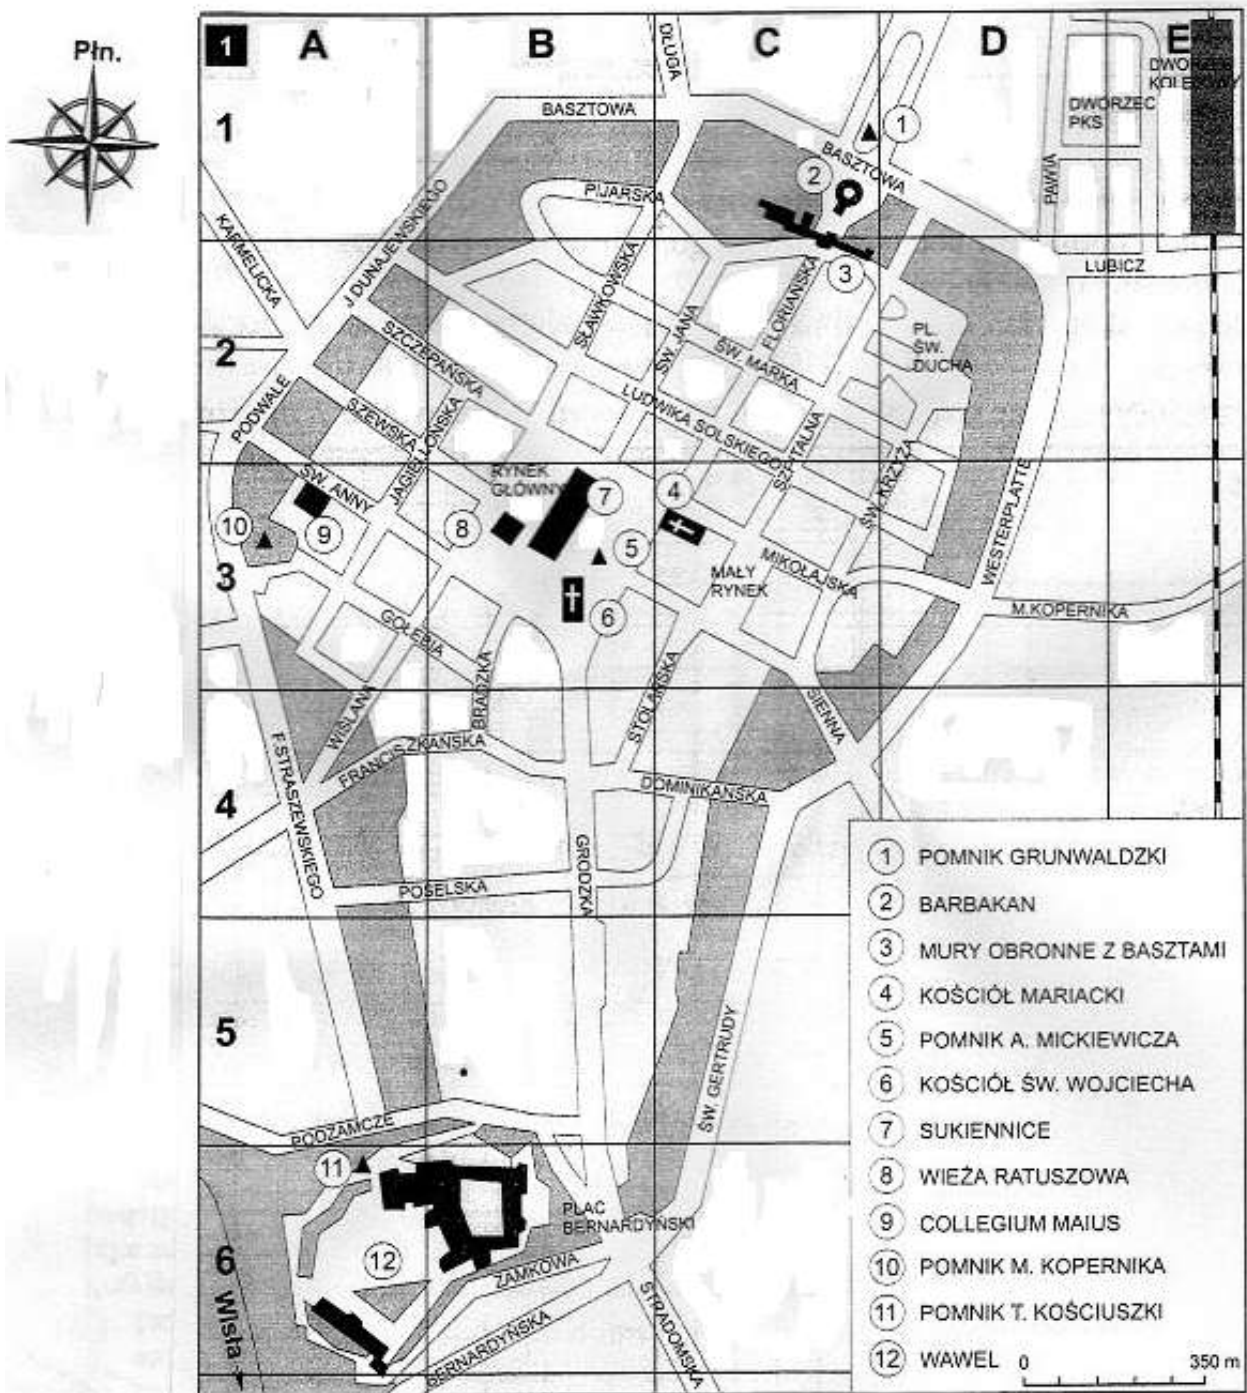 Płn.
1 A B C D E
DŁUGA
DWORZEC
KOLEJOWY
DWORZEC
PKS
1
BASZTOWA
1
BASZTOWA
2
PIJARSKA
PAWIA
KARMELICKA
J DUNAJEWSKIEGO
SŁAWKOWSKA
3
LUBICZ
FLORIAŃSKA
ŚW. JANA
2
SZCZEPAŃSKA
ŚW. MARKA
PL.
ŚW.
DUCHA
PODWALE
SZEWSKA
JAGIELLOŃSKA
LUDWIKA SOLSKIEGO
SZPITALNA
ŚW. KRZYŻA
ŚW. ANNY
RYNEK
GŁÓWNY
7
4
WESTERPLATTE
10
9
8
5
3
MAŁY
RYNEK
MIKOŁAJSKA
M.KOPERNIKA
6
GOŁĘBIA
BRADZKA
STOLARSKA
SIENNA
WIŚLANA
FRANCISZKAŃSKA
F.STRASZEWSKIEGO
DOMINIKAŃSKA
4
GRODZKA
POSELSKA
5
ŚW. GERTRUDY
PODZAMCZE
11
PLAC
BERNARDYŃSKI
6
12
ZAMKOWA
Wisła
BERNARDYŃSKA
STRADOMSKA
1 POMNIK GRUNWALDZKI
2 BARBAKAN
3 MURY OBRONNE Z BASZTAMI
4 KOŚCIÓŁ MARIACKI
5 POMNIK A. MICKIEWICZA
6 KOŚCIÓŁ ŚW. WOJCIECHA
7 SUKIENNICE
8 WIEŻA RATUSZOWA
9 COLLEGIUM MAIUS
10 POMNIK M. KOPERNIKA
11 POMNIK T. KOŚCIUSZKI
12 WAWEL
0 350 m